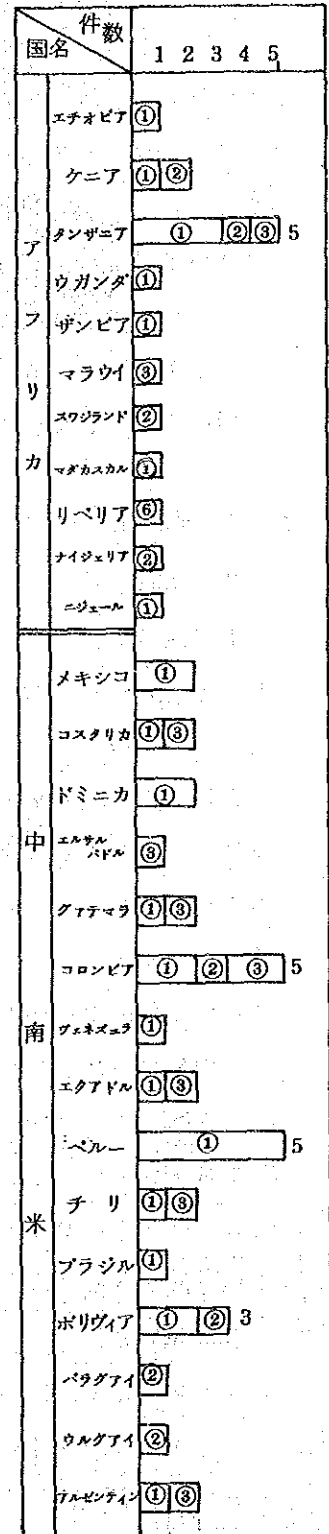 件数
国名
1 2 3 4 5
アフリカ
エチオピア ①
ケニア ① ②
タンザニア ① ② ③ 5
ウガンダ ①
ザンビア ①
マラウイ ③
スワジランド ②
マダカスカル ①
リベリア ⑥
ナイジェリア ②
ニジェール ①
中南米
メキシコ ①
コスタリカ ① ③
ドミニカ ①
エルサル
バドル ③
グァテマラ ① ③
コロンビア ① ② ③ 5
ヴェネズェラ ①
エクアドル ① ③
ペルー ① 5
チリ ① ③
ブラジル ①
ボリヴィア ① ② 3
パラグアイ ②
ウルグアイ ②
アルゼンティン ① ③